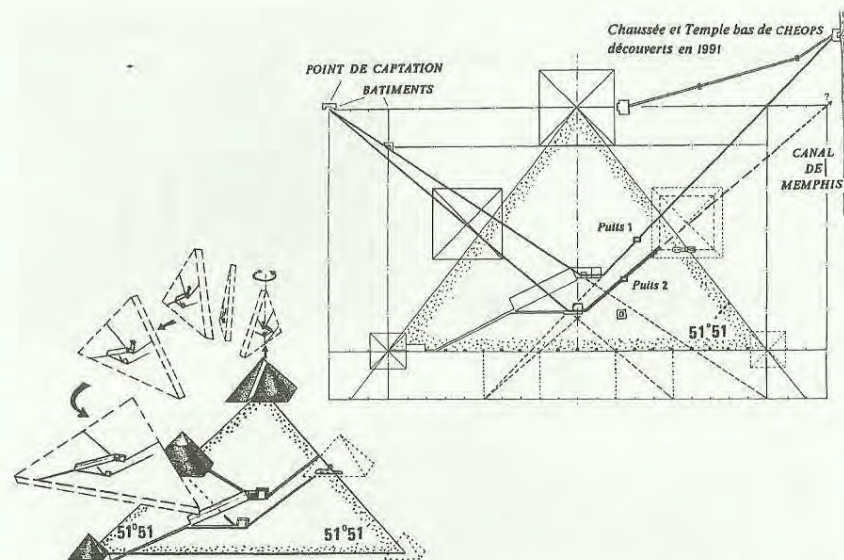 Chaussée et Temple bas de CHEOPS
découverts en 1991
POINT DE CAPTATION
BATIMENTS
?
CANAL
DE
MEMPHIS
Puits 1
Puits 2
51°51
51°51
51°51